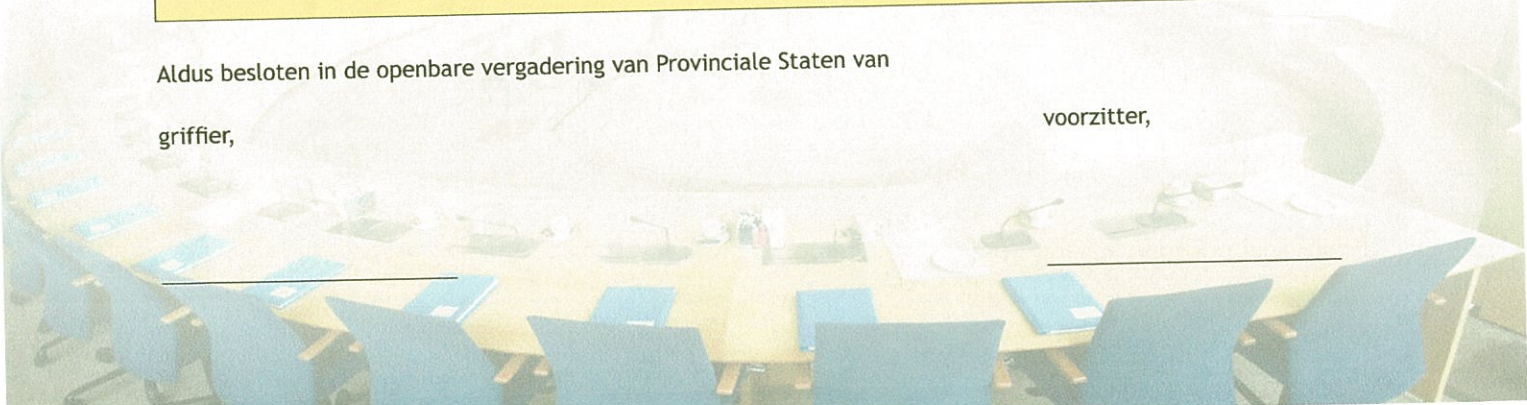 Aldus besloten in de openbare vergadering van Provinciale Staten van
griffier,
voorzitter,